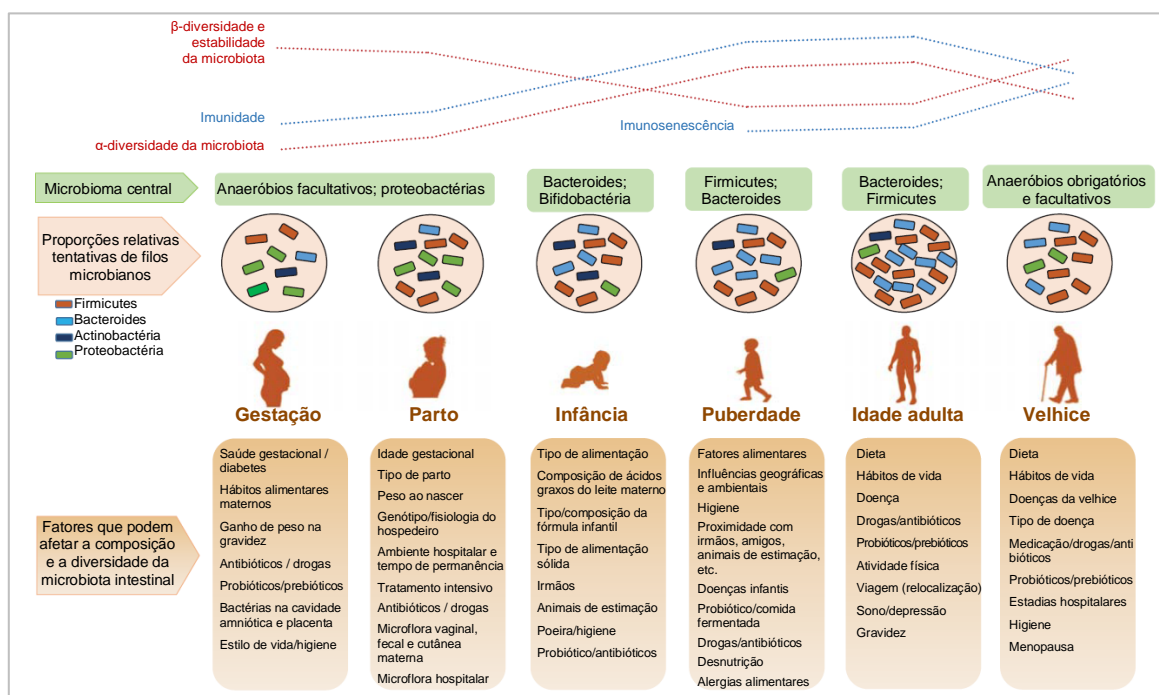 β-diversidade e
estabilidade
da microbiota
Imunidade
α-diversidade da microbiota
Imunosenescência
Microbioma central
Anaeróbios facultativos; proteobactérias
Bacteroides;
Bifidobactéria
Firmicutes;
Bacteroides
Bacteroides;
Firmicutes
Anaeróbios obrigatórios
e facultativos
Proporções relativas
tentativas de filos
microbianos
Firmicutes
Bacteroides
Actinobactéria
Proteobactéria
Gestação
Parto
Infância
Puberdade
Idade adulta
Velhice
Fatores que podem
afetar a composição
e a diversidade da
microbiota intestinal
Saúde gestacional /
diabetes
Hábitos alimentares
maternos
Ganho de peso na
gravidez
Antibióticos / drogas
Probióticos/prebióticos
Bactérias na cavidade
amniótica e placenta
Estilo de vida/higiene
Idade gestacional
Tipo de parto
Peso ao nascer
Genótipo/fisiologia do
hospedeiro
Ambiente hospitalar e
tempo de permanência
Tratamento intensivo
Antibióticos / drogas
Microflora vaginal,
fecal e cutânea
materna
Microflora hospitalar
Tipo de alimentação
Composição de ácidos
graxos do leite materno
Tipo/composição da
fórmula infantil
Tipo de alimentação
sólida
Irmãos
Animais de estimação
Poeira/higiene
Probiótico/antibióticos
Fatores alimentares
Influências geográficas
e ambientais
Higiene
Proximidade com
irmãos, amigos,
animais de estimação,
etc.
Doenças infantis
Probiótico/comida
fermentada
Drogas/antibióticos
Desnutrição
Alergias alimentares
Dieta
Hábitos de vida
Doença
Drogas/antibióticos
Probióticos/prebióticos
Atividade física
Viagem (relocalização)
Sono/depressão
Gravidez
Dieta
Hábitos de vida
Doenças da velhice
Tipo de doença
Medicação/drogas/anti
bióticos
Probióticos/prebióticos
Estadias hospitalares
Higiene
Menopausa